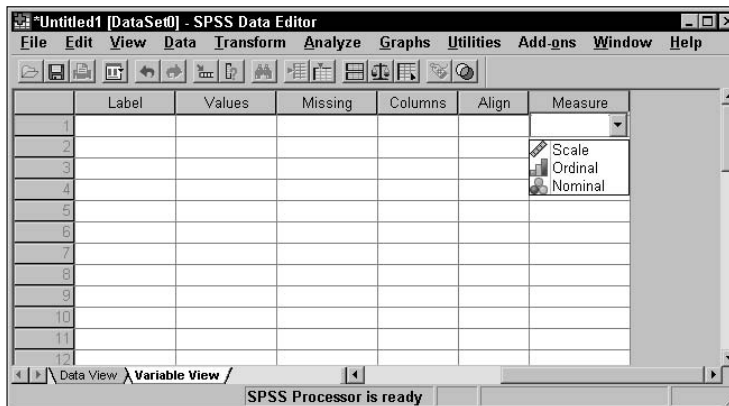 *Untitled1 [DataSet0] - SPSS Data Editor
File Edit View Data Transform Analyze Graphs Utilities Add-ons Window Help
Label Values Missing Columns Align Measure
1
2 Scale
3 Ordinal
4 Nominal
5
6
7
8
9
10
11
12
Data View Variable View
SPSS Processor is ready